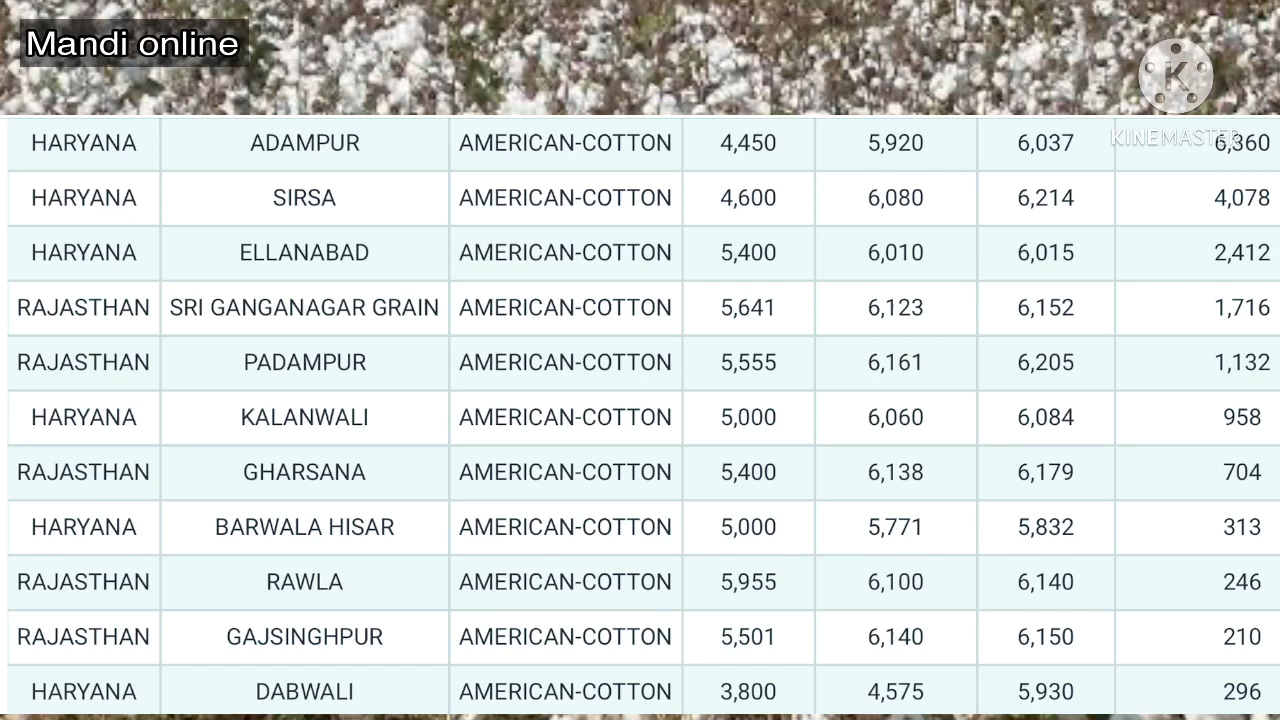 Mandi online
KINEMASTER
HARYANA ADAMPUR AMERICAN-COTTON 4,450 5,920 6,037 6,360
HARYANA SIRSA AMERICAN-COTTON 4,600 6,080 6,214 4,078
HARYANA ELLANABAD AMERICAN-COTTON 5,400 6,010 6,015 2,412
RAJASTHAN SRI GANGANAGAR GRAIN AMERICAN-COTTON 5,641 6,123 6,152 1,716
RAJASTHAN PADAMPUR AMERICAN-COTTON 5,555 6,161 6,205 1,132
HARYANA KALANWALI AMERICAN-COTTON 5,000 6,060 6,084 958
RAJASTHAN GHARSANA AMERICAN-COTTON 5,400 6,138 6,179 704
HARYANA BARWALA HISAR AMERICAN-COTTON 5,000 5,771 5,832 313
RAJASTHAN RAWLA AMERICAN-COTTON 5,955 6,100 6,140 246
RAJASTHAN GAJSINGHPUR AMERICAN-COTTON 5,501 6,140 6,150 210
HARYANA DABWALI AMERICAN-COTTON 3,800 4,575 5,930 296